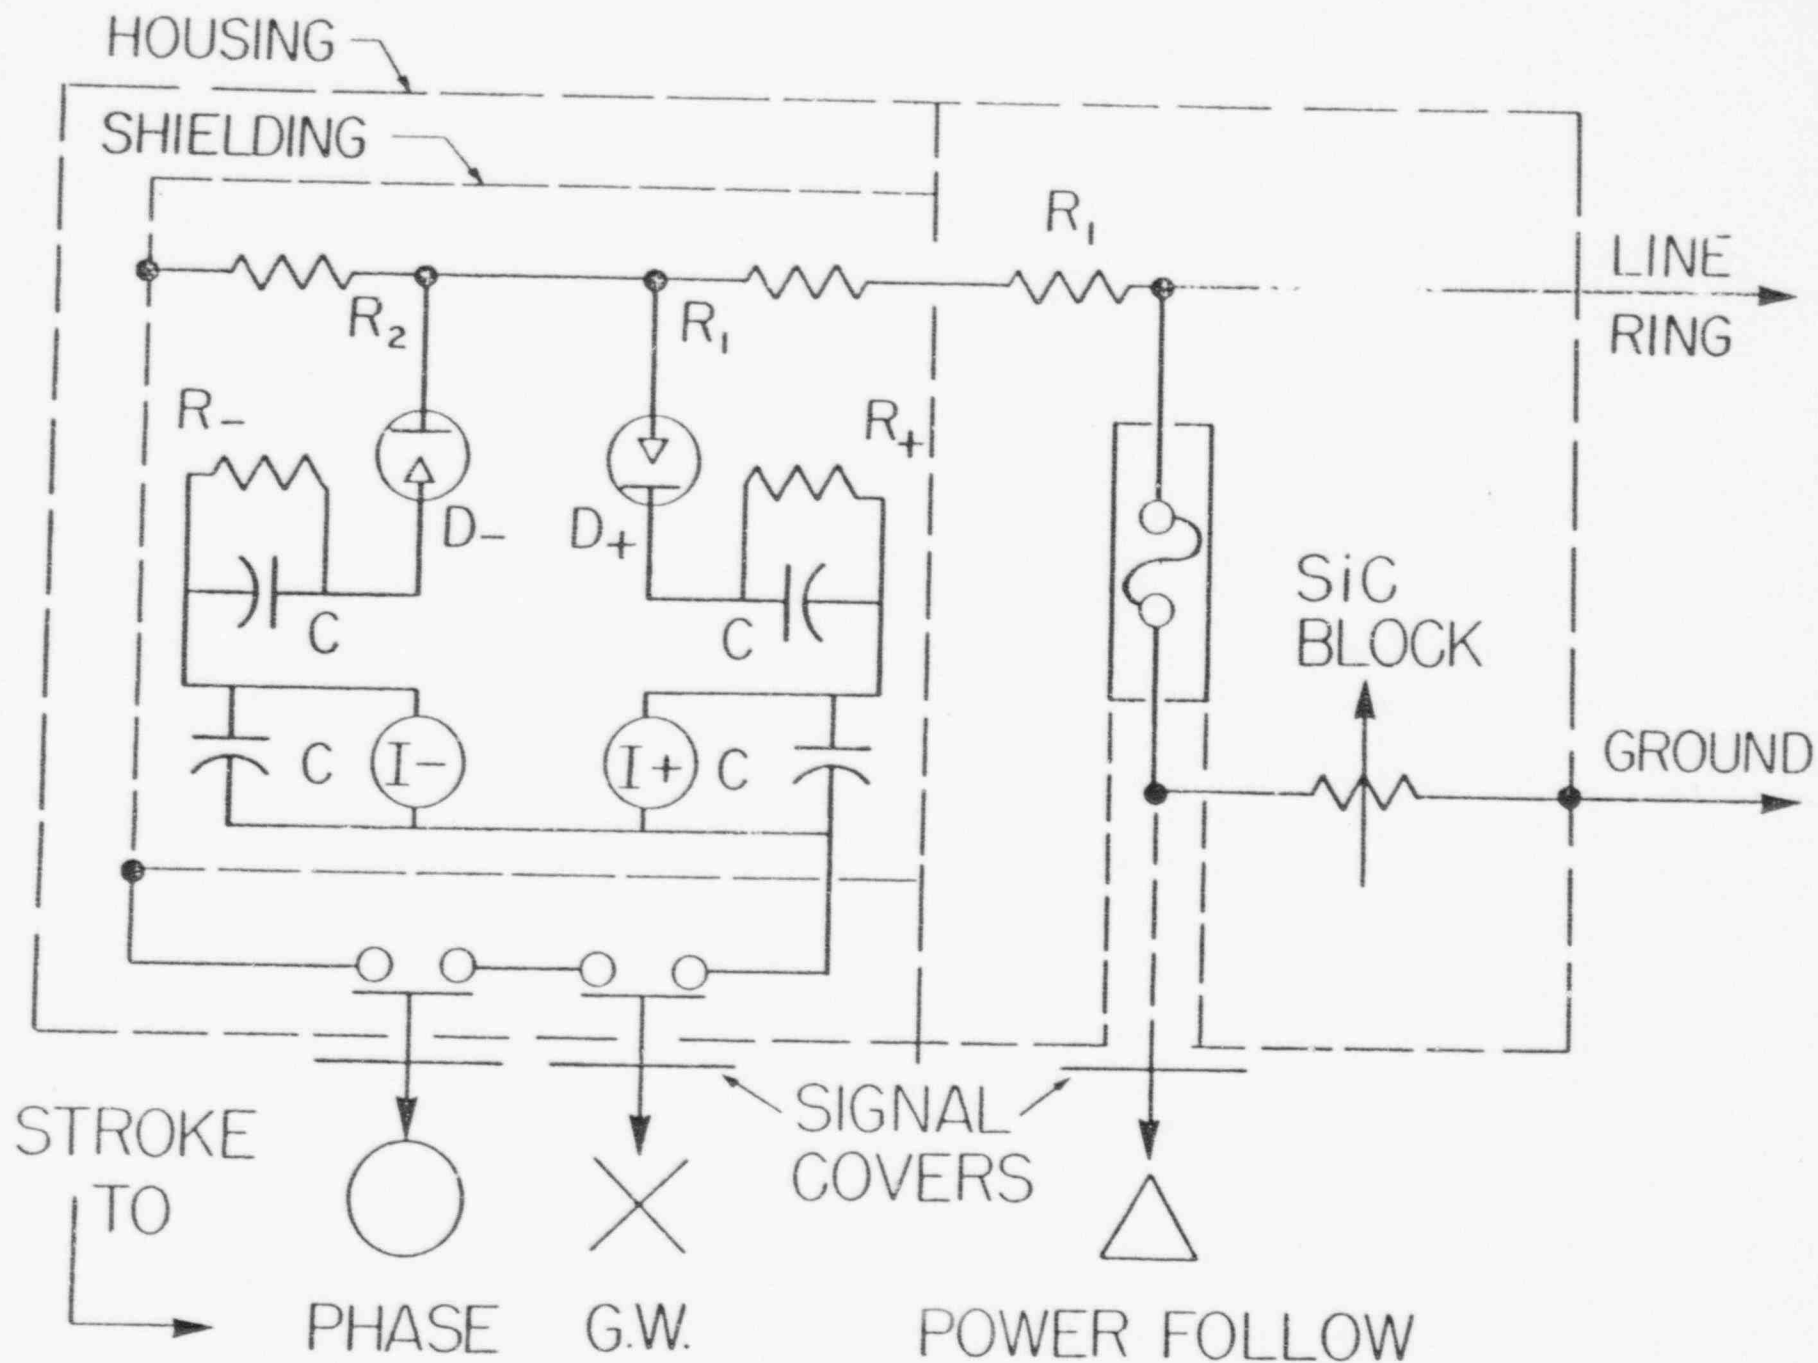 HOUSING
SHIELDING
R₁
LINE
RING
R₂
R₁
R−
R+
D−
D+
C
C
SiC
BLOCK
C
I−
I+
C
GROUND
STROKE
TO
SIGNAL
COVERS
PHASE
G.W.
POWER FOLLOW